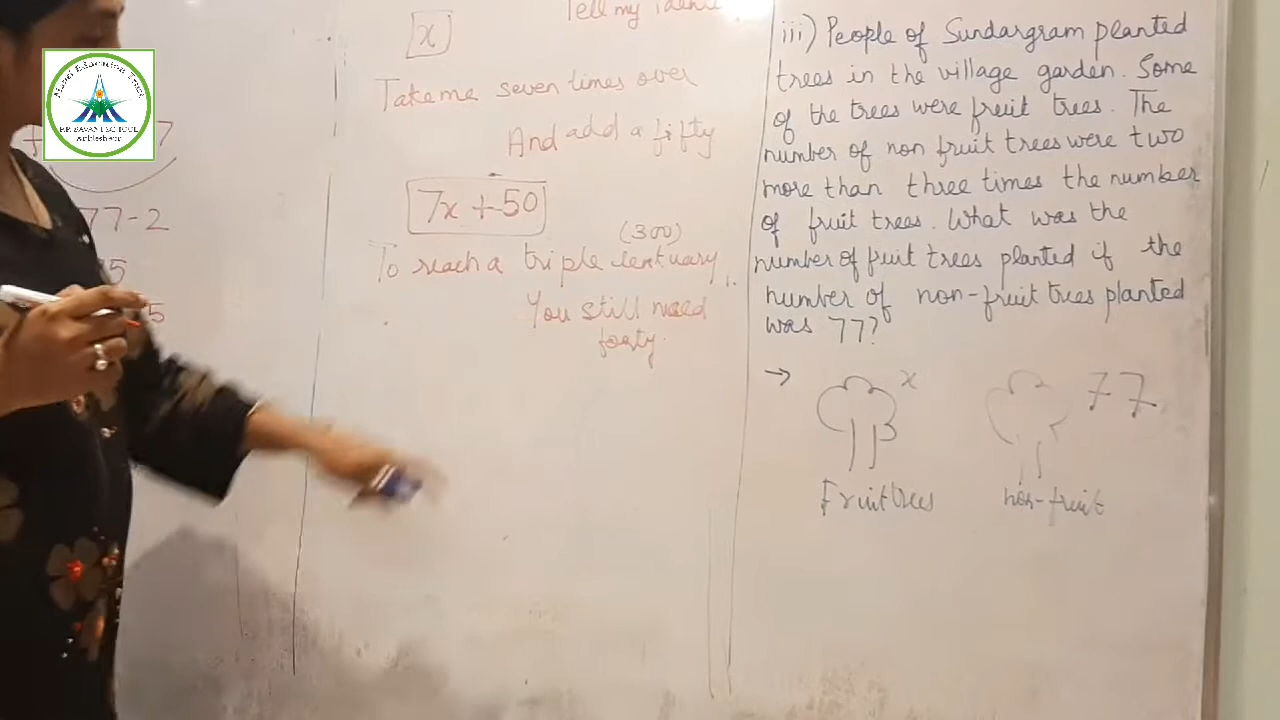 Tell my
x
Take me seven times over
And add a fifty
7x + 50
(300)
To reach a triple centuary
You still need
forty.
77-2
iii) People of Sundargram planted
trees in the village garden. Some
of the trees were fruit trees. The
number of non fruit trees were two
more than three times the number
of fruit trees. What was the
number of fruit trees planted if the
number of non-fruit trees planted
was 77?
→ x 77
Fruit trees non-fruit